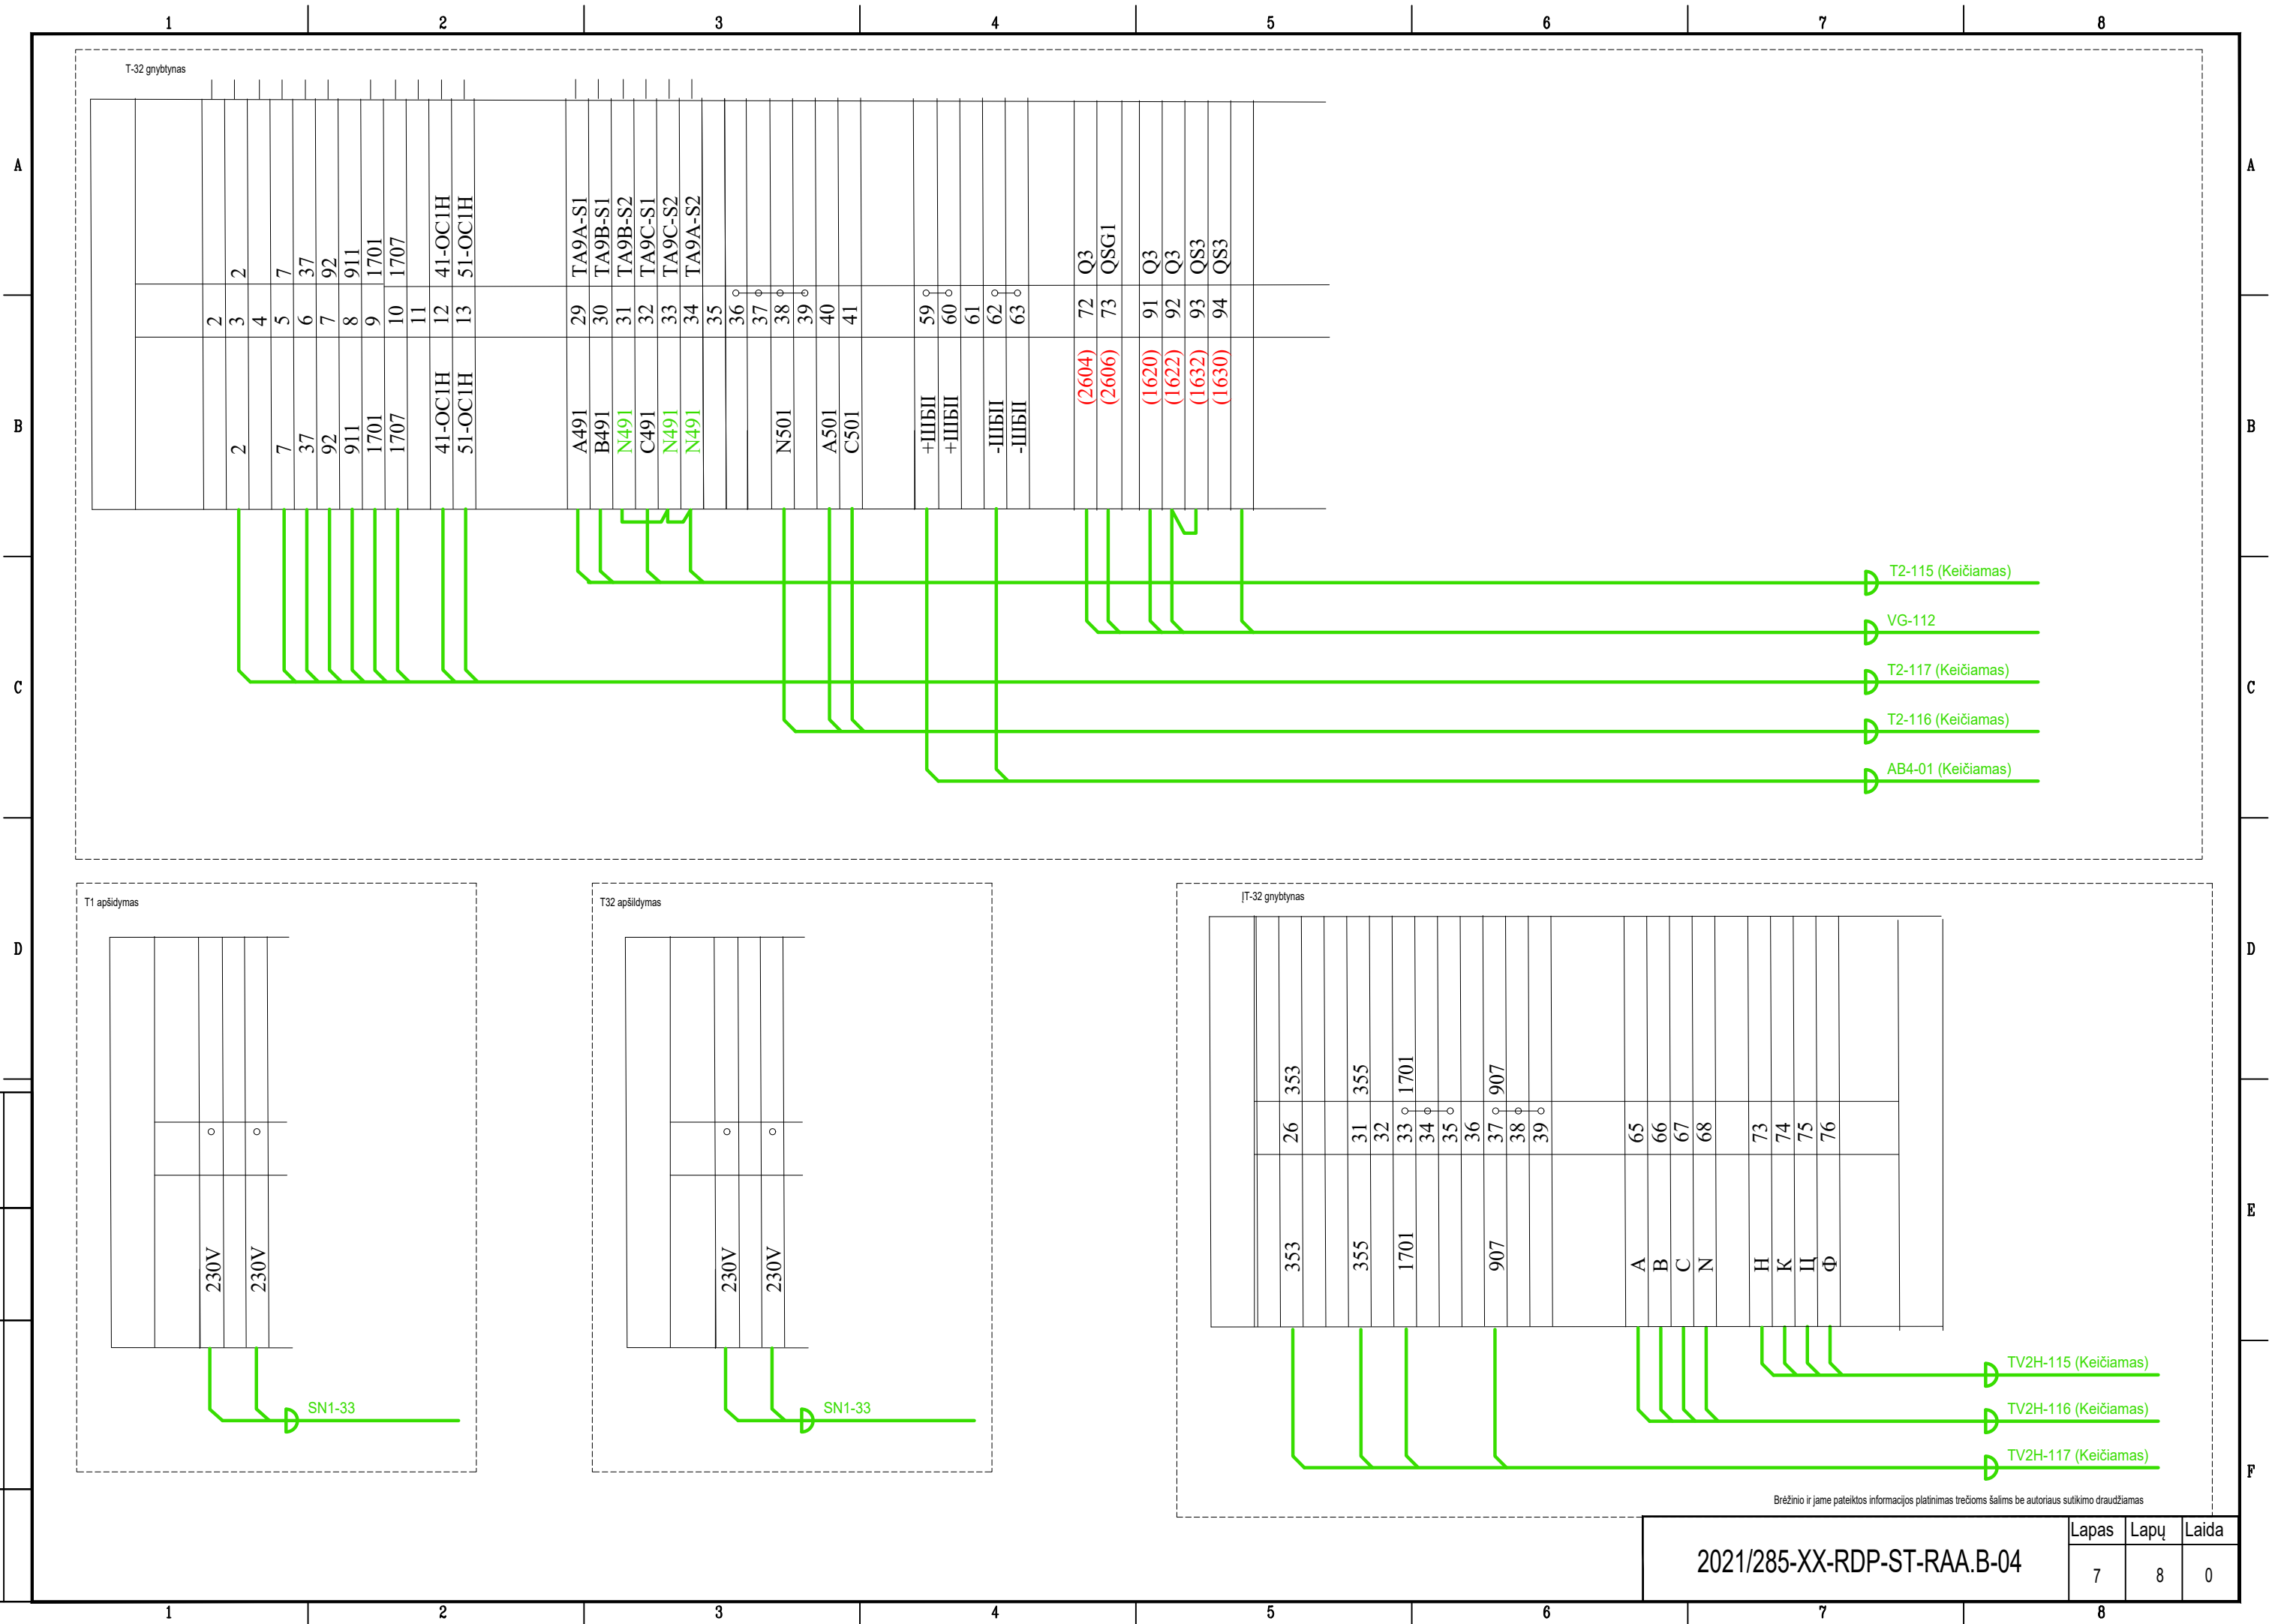 1 2 3 4 5 6 7 8
T-32 gnybtynas
2 7 37 92 911 1701 1707 41-OC1H 51-OC1H TA9A-S1 TA9B-S1 TA9B-S2 TA9C-S1 TA9C-S2 TA9A-S2 Q3 QSG1 Q3 Q3 QS3 QS3
2 3 4 5 6 7 8 9 10 11 12 13 29 30 31 32 33 34 35 36 37 38 39 40 41 59 60 61 62 63 72 73 91 92 93 94
(2604) (2606) (1620) (1622) (1632) (1630)
2 7 37 92 911 1701 1707 41-OC1H 51-OC1H A491 B491 N491 C491 N491 N491 N501 A501 C501 +ШБП +ШБП -ШБП -ШБП
T2-115 (Keičiamas)
VG-112
T2-117 (Keičiamas)
T2-116 (Keičiamas)
AB4-01 (Keičiamas)
T1 apšidymas
230V 230V
SN1-33
T32 apšildymas
230V 230V
SN1-33
ĮT-32 gnybtynas
353 355 1701 907
26 31 32 33 34 35 36 37 38 39 65 66 67 68 73 74 75 76
353 355 1701 907 A B C N Н К Ц Ф
TV2H-115 (Keičiamas)
TV2H-116 (Keičiamas)
TV2H-117 (Keičiamas)
Brėžinio ir jame pateiktos informacijos platinimas trečioms šalims be autoriaus sutikimo draudžiamas
2021/285-XX-RDP-ST-RAA.B-04
Lapas Lapų Laida
7 8 0
A B C D
A B C D E F
1 2 3 4 5 6 7 8